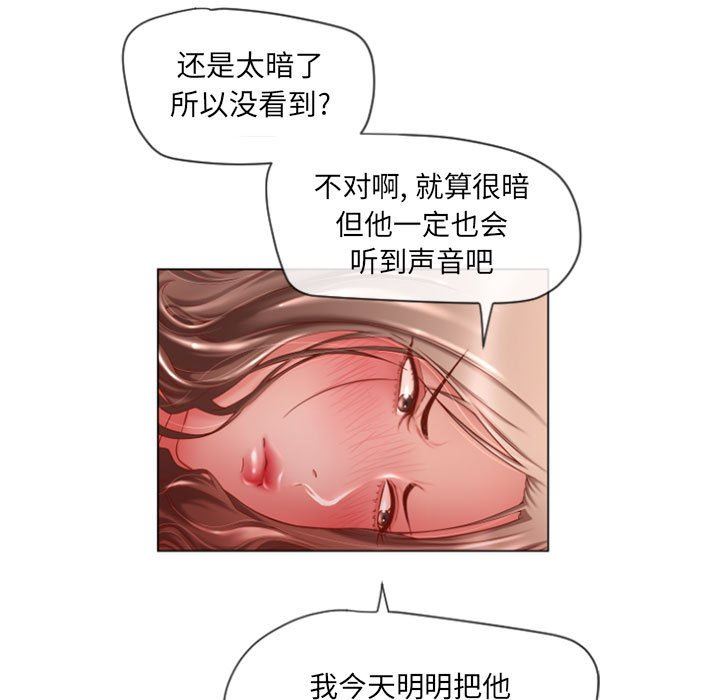 还是太暗了
所以没看到?
不对啊, 就算很暗
但他一定也会
听到声音吧
我今天明明把他